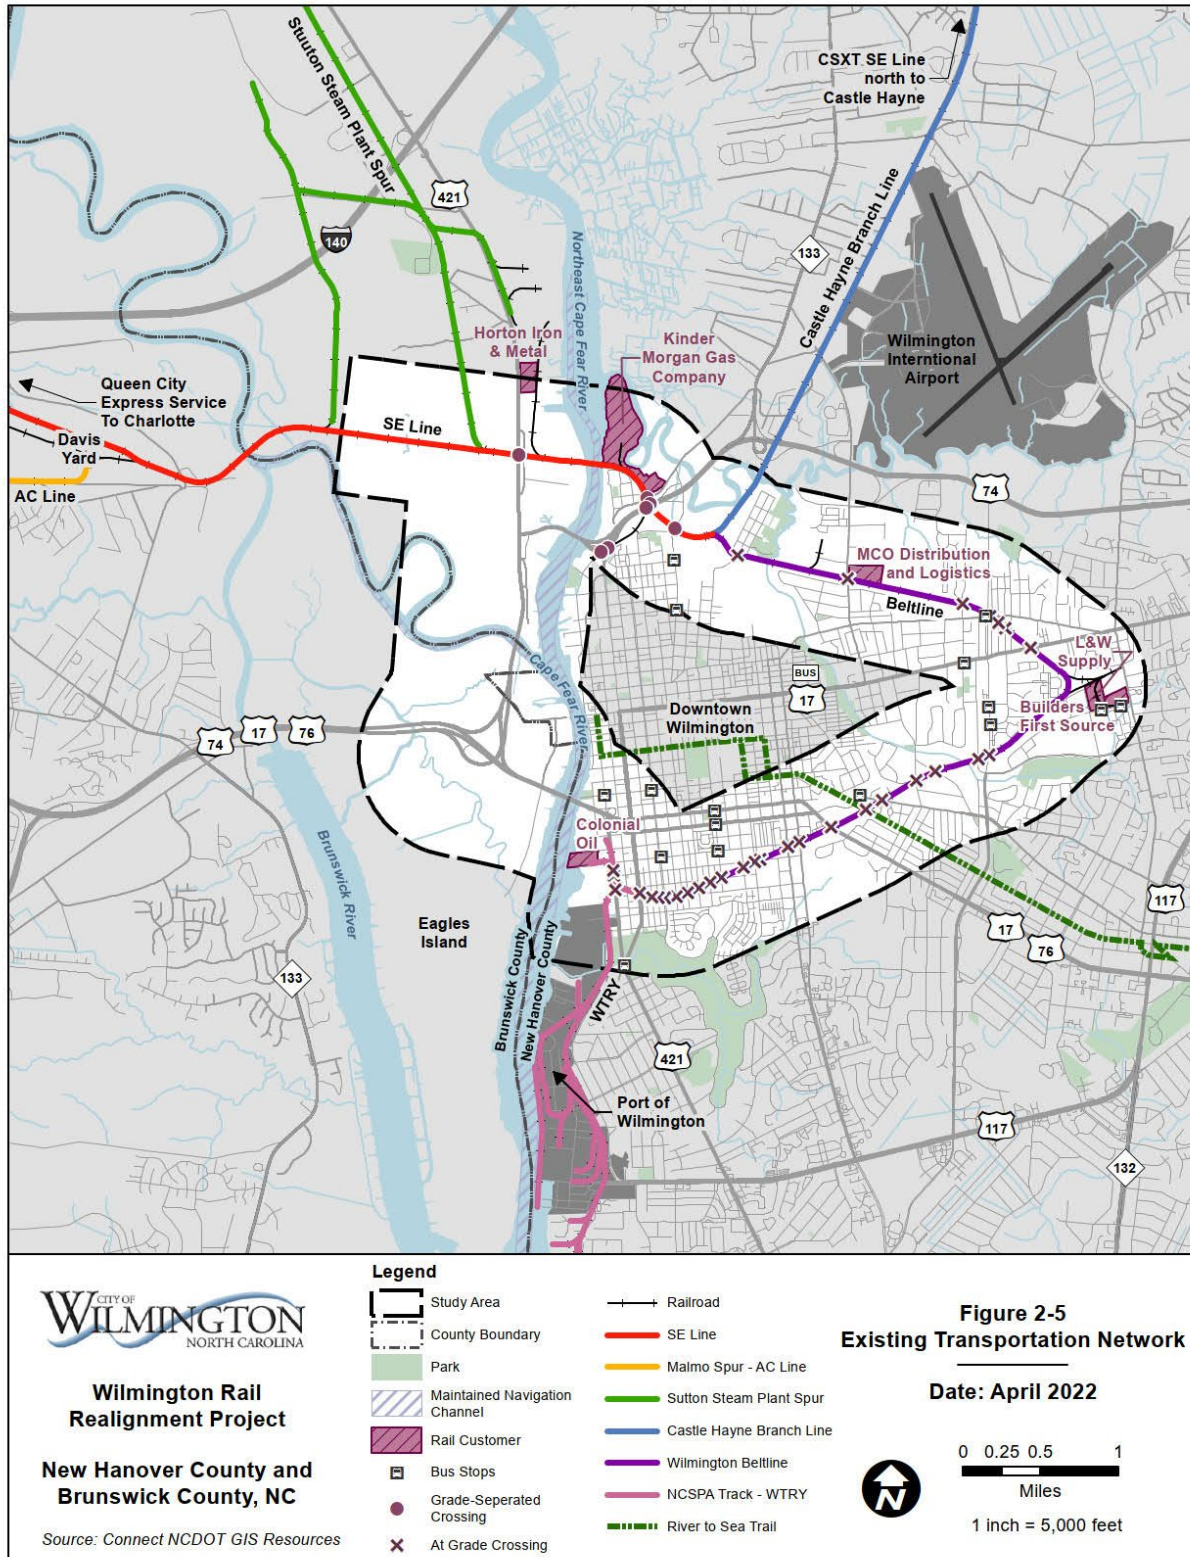 Stuuton Steam Plant Spur
CSXT SE Line
north to
Castle Hayne
421
140
133
Northeast Cape Fear River
Castle Hayne Branch Line
Horton Iron
& Metal
Kinder
Morgan Gas
Company
Wilmington
Interntional
Airport
Queen City
Express Service
To Charlotte
SE Line
Davis
Yard
AC Line
74
MCO Distribution
and Logistics
Beltline
L&W
Supply
Cape Fear River
BUS
17
Downtown
Wilmington
Builders
First Source
74
17
76
Brunswick River
Colonial
Oil
117
17
76
Eagles
Island
133
Brunswick County
New Hanover County
WTRY
421
Port of
Wilmington
117
132
CITY OF
WILMINGTON
NORTH CAROLINA
Wilmington Rail
Realignment Project
New Hanover County and
Brunswick County, NC
Source: Connect NCDOT GIS Resources
Legend
Study Area
County Boundary
Park
Maintained Navigation
Channel
Rail Customer
Bus Stops
Grade-Seperated
Crossing
At Grade Crossing
Railroad
SE Line
Malmo Spur - AC Line
Sutton Steam Plant Spur
Castle Hayne Branch Line
Wilmington Beltline
NCSPA Track - WTRY
River to Sea Trail
Figure 2-5
Existing Transportation Network
Date: April 2022
N
0 0.25 0.5 1
Miles
1 inch = 5,000 feet